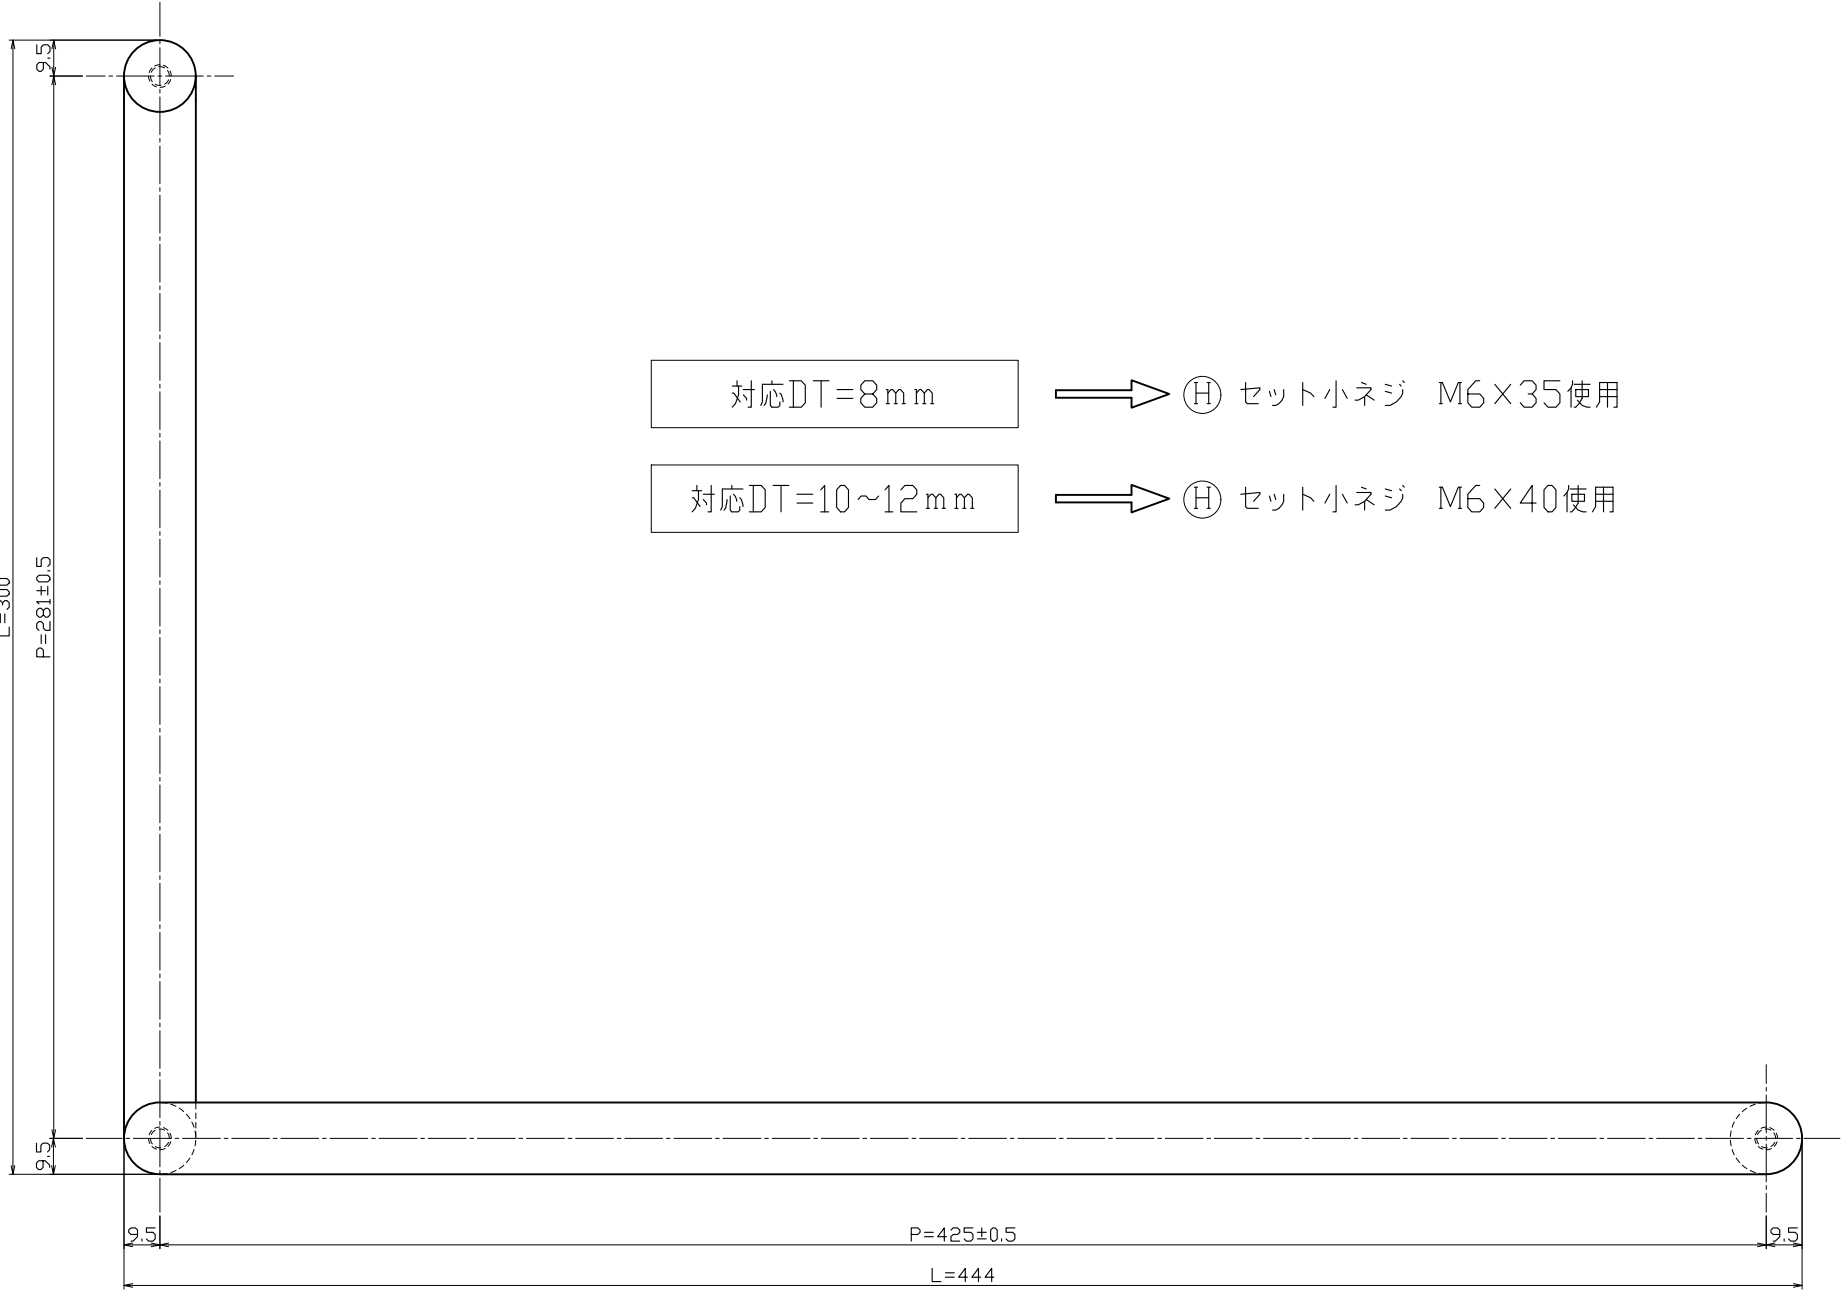 9.5
L=300
P=281±0.5
対応DT=8mm
Ⓗ セット小ネジ M6×35使用
対応DT=10~12mm
Ⓗ セット小ネジ M6×40使用
9.5
9.5
P=425±0.5
9.5
L=444